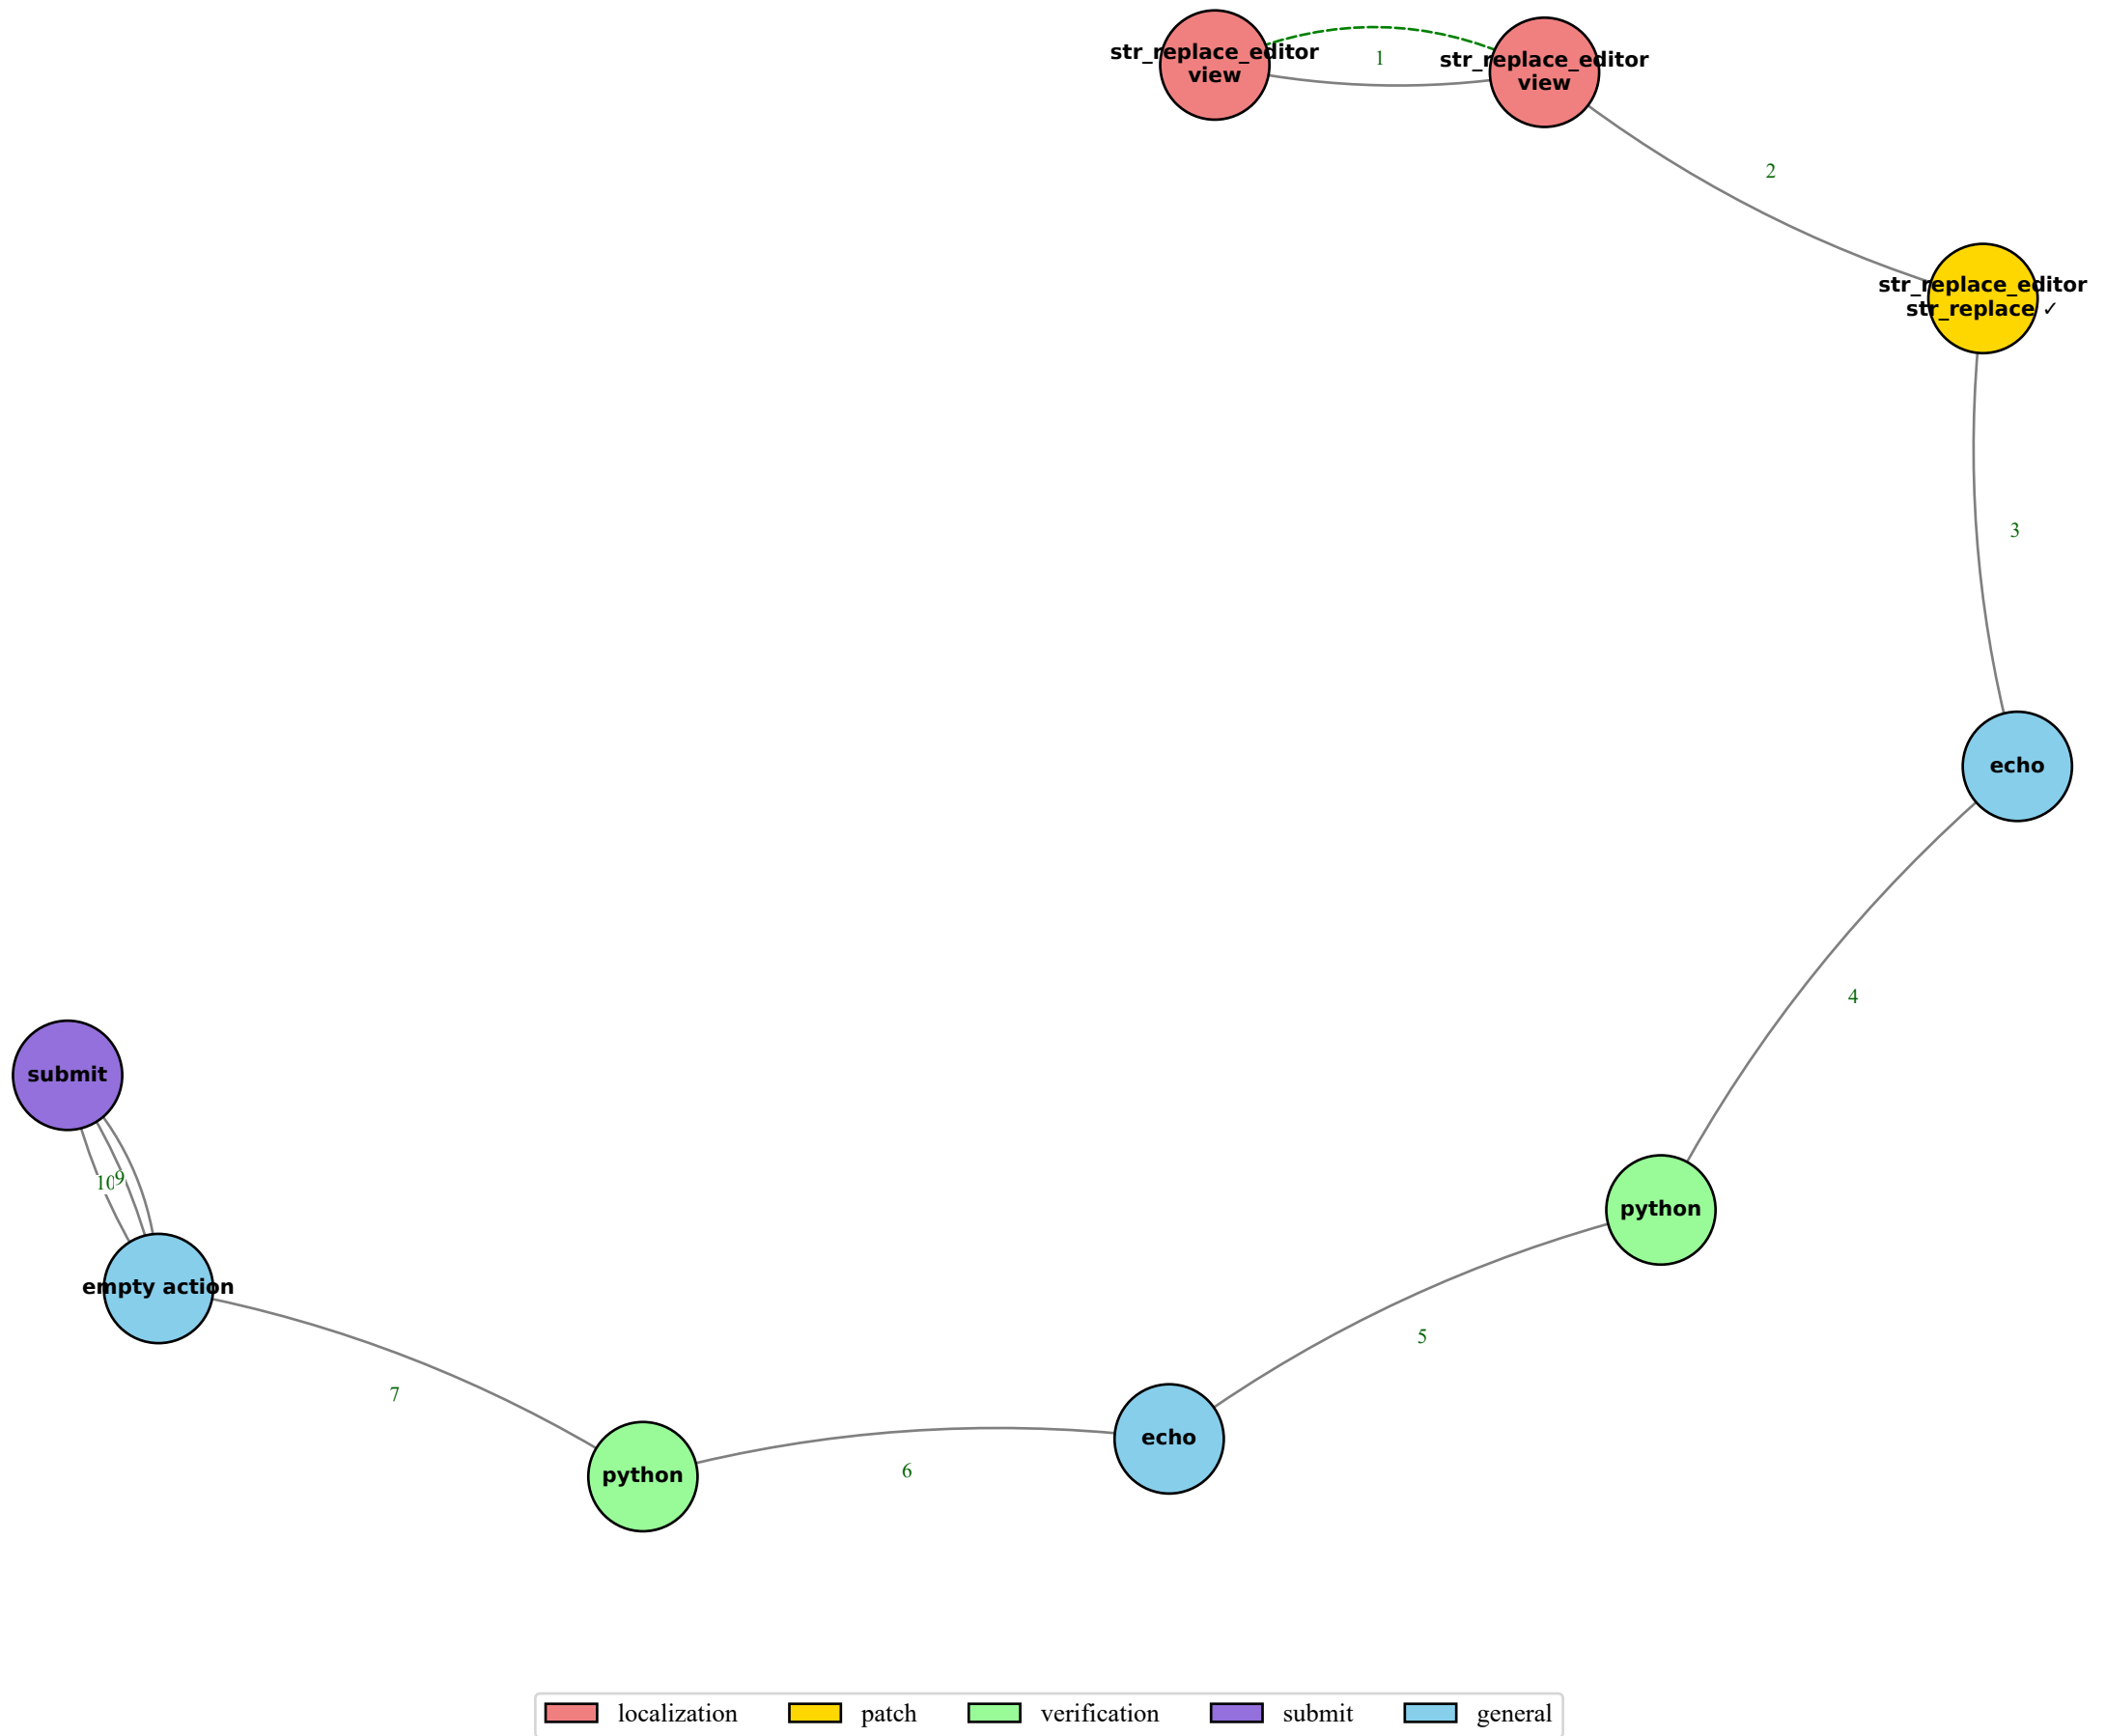 str_replace_editor
view
1
str_replace_editor
view
2
str_replace_editor
str_replace ✓
3
echo
4
submit
10
9
python
empty action
5
7
echo
6
python
localization
patch
verification
submit
general